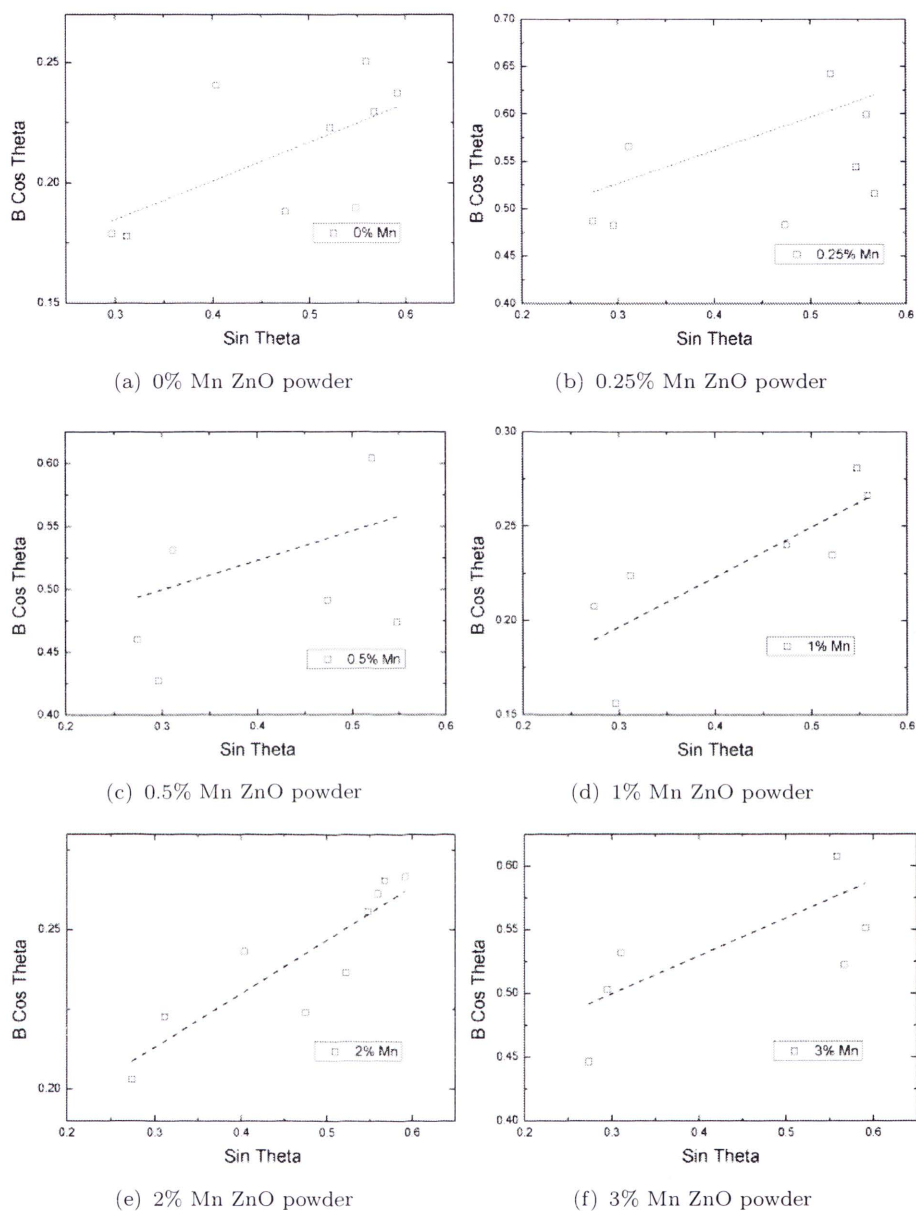 0.25
0.20
0.15
B Cos Theta
0% Mn
0.3 0.4 0.5 0.6
Sin Theta
(a) 0% Mn ZnO powder
0.70
0.65
0.60
0.55
0.50
0.45
0.40
B Cos Theta
0.25% Mn
0.2 0.3 0.4 0.5 0.6
Sin Theta
(b) 0.25% Mn ZnO powder
0.60
0.55
0.50
0.45
0.40
B Cos Theta
0.5% Mn
0.2 0.3 0.4 0.5 0.6
Sin Theta
(c) 0.5% Mn ZnO powder
0.30
0.25
0.20
0.15
B Cos Theta
1% Mn
0.2 0.3 0.4 0.5 0.6
Sin Theta
(d) 1% Mn ZnO powder
0.25
0.20
B Cos Theta
2% Mn
0.2 0.3 0.4 0.5 0.6
Sin Theta
(e) 2% Mn ZnO powder
0.60
0.55
0.50
0.45
0.40
B Cos Theta
3% Mn
0.2 0.3 0.4 0.5 0.6
Sin Theta
(f) 3% Mn ZnO powder